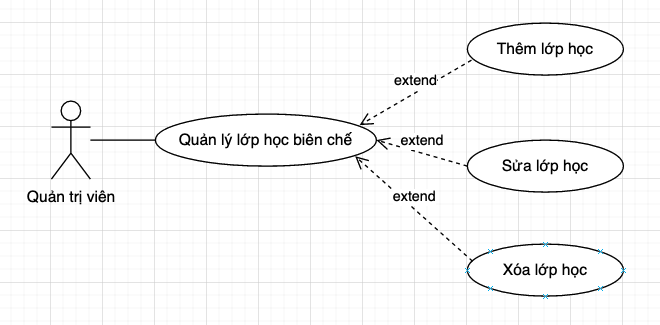 Thêm lớp học
extend
Quản lý lớp học biên chế
extend
Sửa lớp học
Quản trị viên
extend
Xóa lớp học